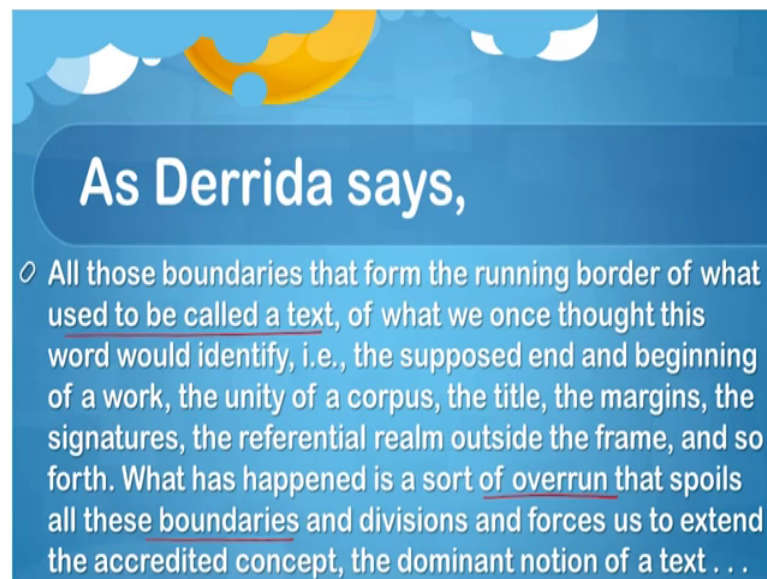 As Derrida says,
All those boundaries that form the running border of what
used to be called a text, of what we once thought this
word would identify, i.e., the supposed end and beginning
of a work, the unity of a corpus, the title, the margins, the
signatures, the referential realm outside the frame, and so
forth. What has happened is a sort of overrun that spoils
all these boundaries and divisions and forces us to extend
the accredited concept, the dominant notion of a text . . .